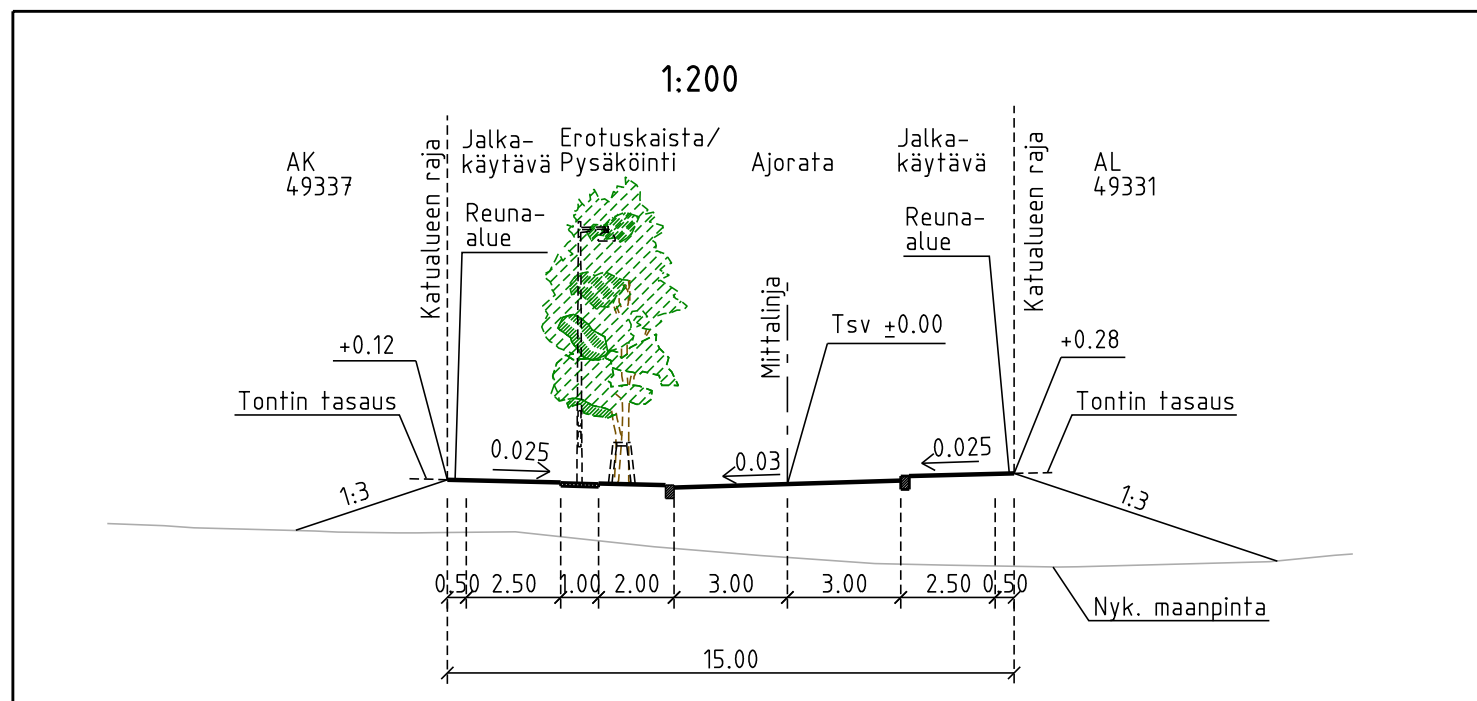 1:200
AK
49337
Katualueen raja
Jalka-
käytävä
Erotuskaista/
Pysäköinti
Ajorata
Jalka-
käytävä
Katualueen raja
AL
49331
Reuna-
alue
Reuna-
alue
Mittalinja
Tsv ±0.00
+0.12
+0.28
Tontin tasaus
Tontin tasaus
0.025
0.03
0.025
1:3
1:3
0.50
2.50
1.00
2.00
3.00
3.00
2.50
0.50
Nyk. maanpinta
15.00